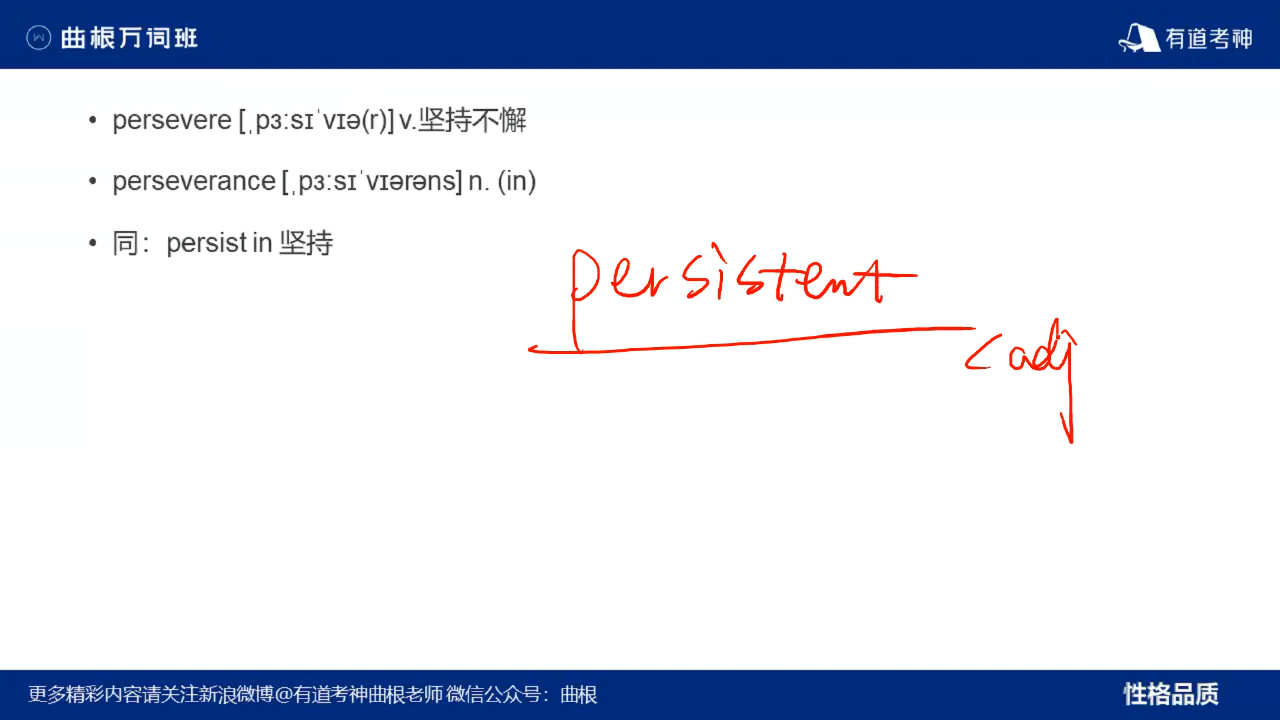 曲根万词班
有道考神
• persevere [ˌpɜːsɪˈvɪə(r)] v.坚持不懈
• perseverance [ˌpɜːsɪˈvɪərəns] n. (in)
• 同：persist in 坚持
persistent
< adj
更多精彩内容请关注新浪微博@有道考神曲根老师 微信公众号：曲根
性格品质